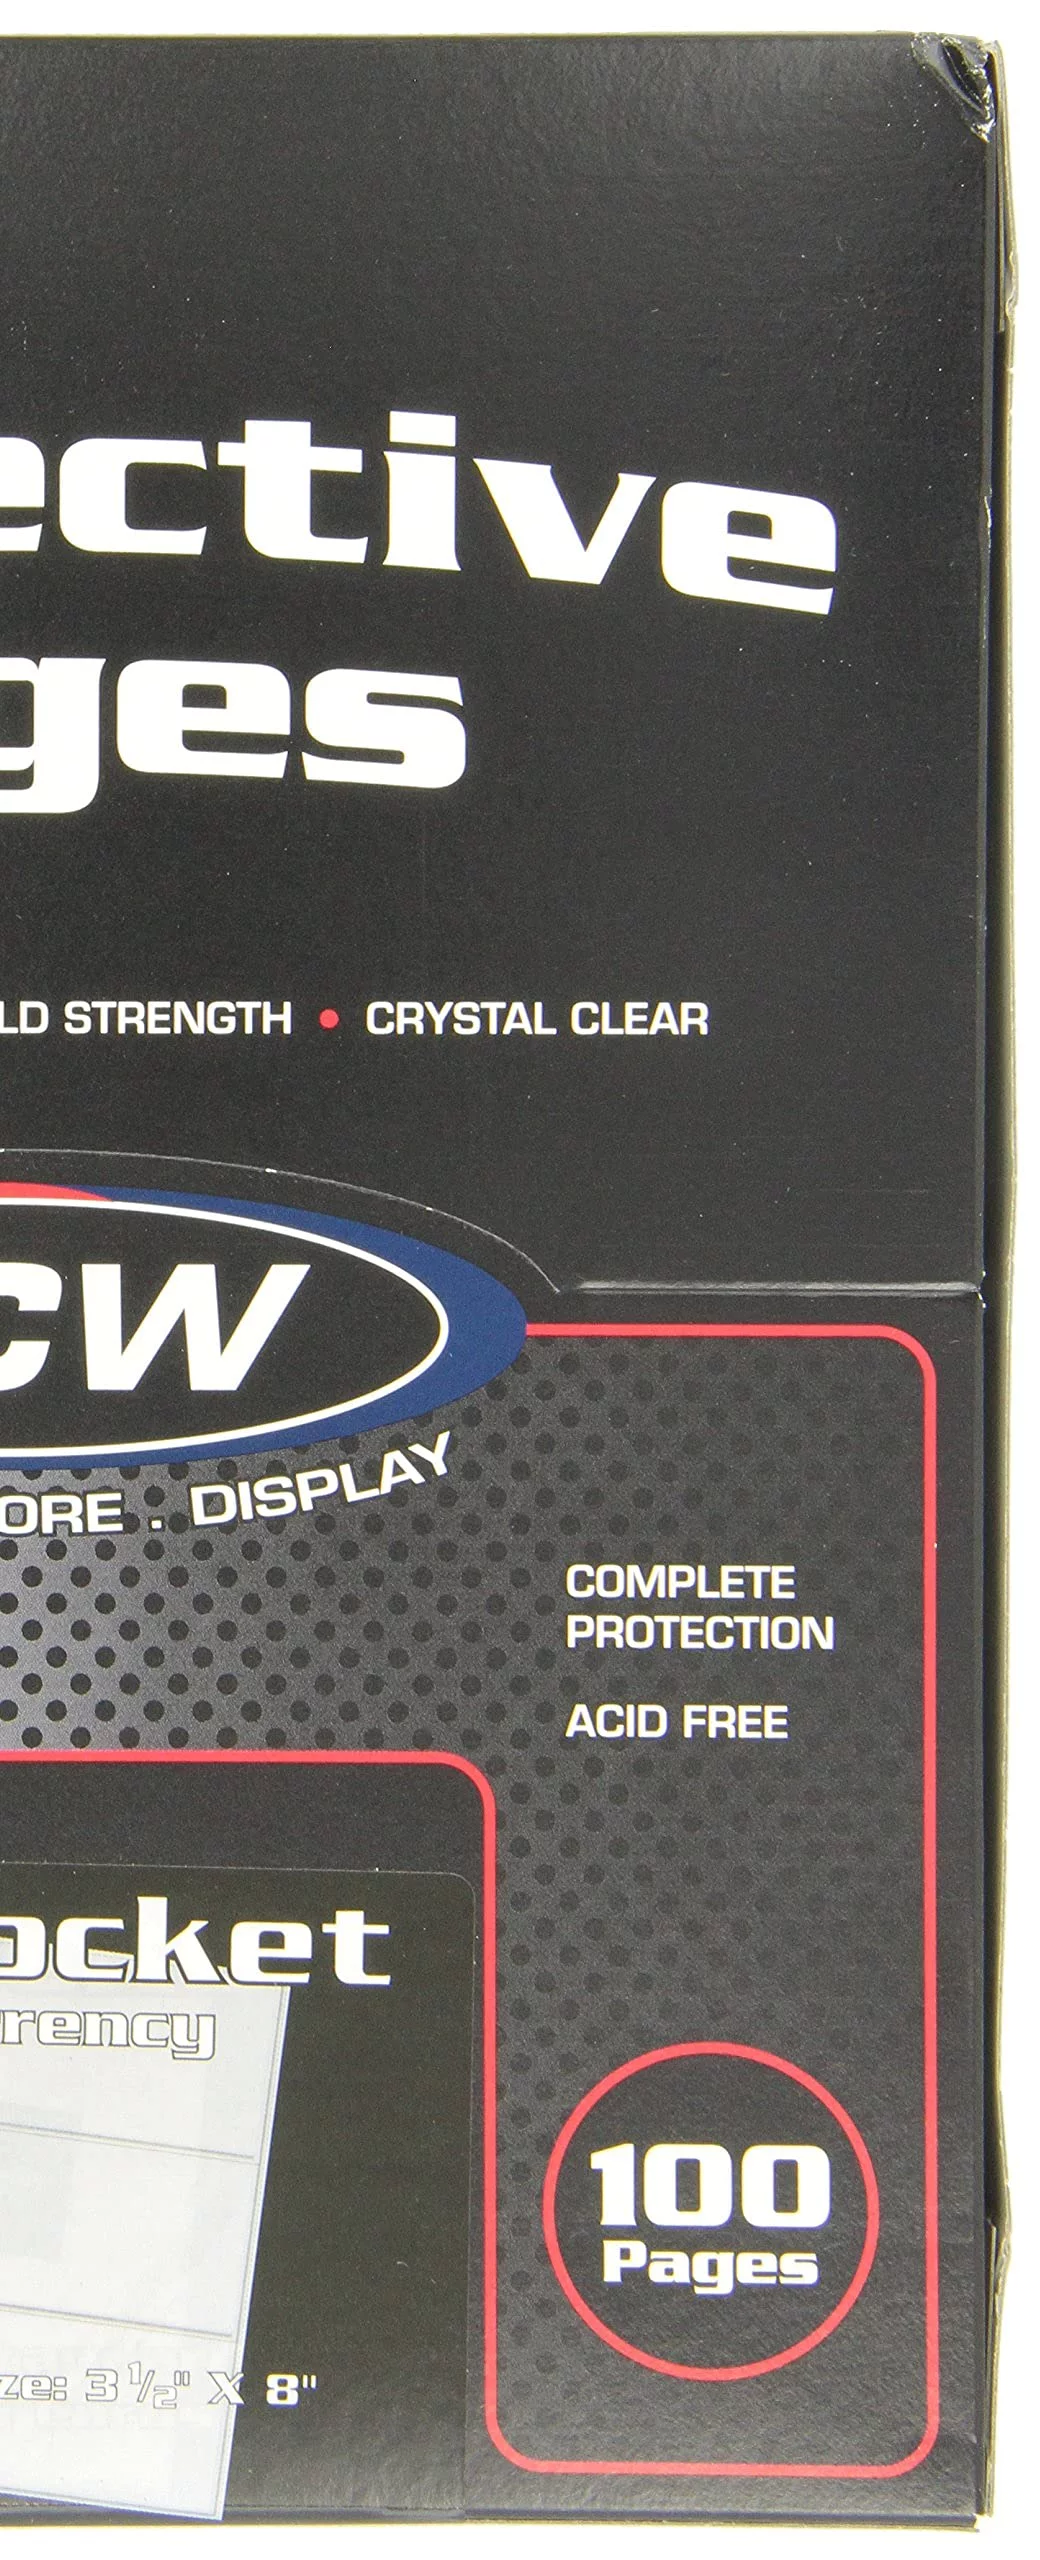 ective
ges
LD STRENGTH • CRYSTAL CLEAR
CW
ORE . DISPLAY
COMPLETE
PROTECTION
ACID FREE
ocket
rrency
100
Pages
ze: 3 1/2" X 8"